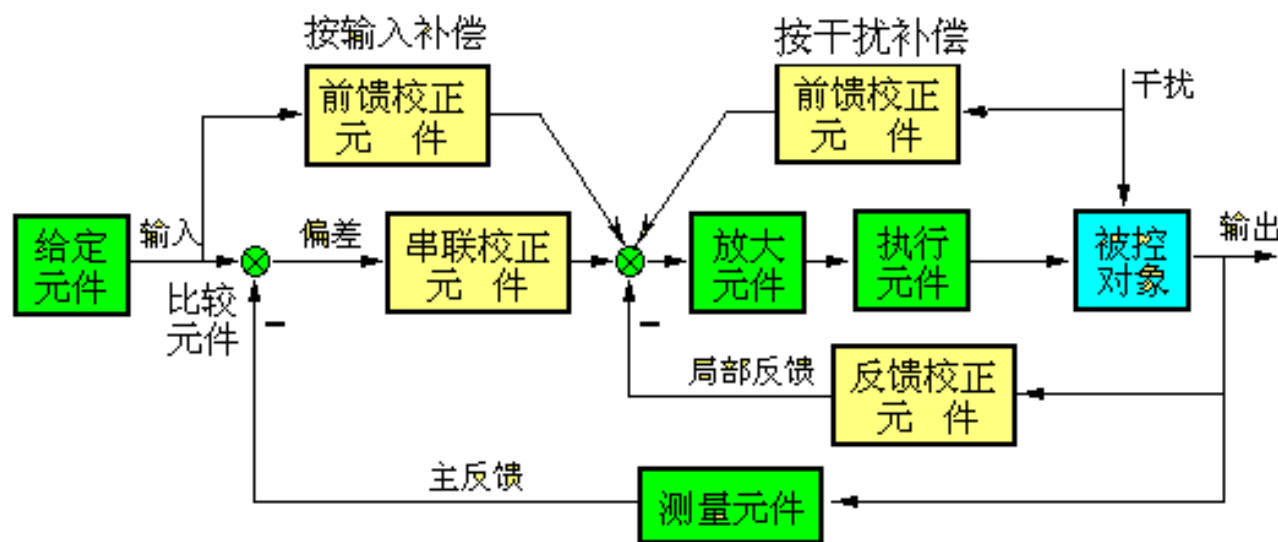 按输入补偿
按干扰补偿
前馈校正
元 件
前馈校正
元 件
干扰
给定
元件
输入
偏差
串联校正
元 件
放大
元件
执行
元件
被控
对象
输出
比较
元件
−
−
局部反馈
反馈校正
元 件
主反馈
测量元件